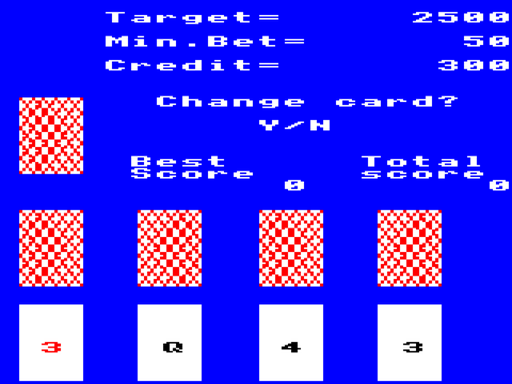 Target= 2500
Min.Bet= 50
Credit= 300
Change card?
Y/N
Best Total
Score score
0 0
3 Q 4 3